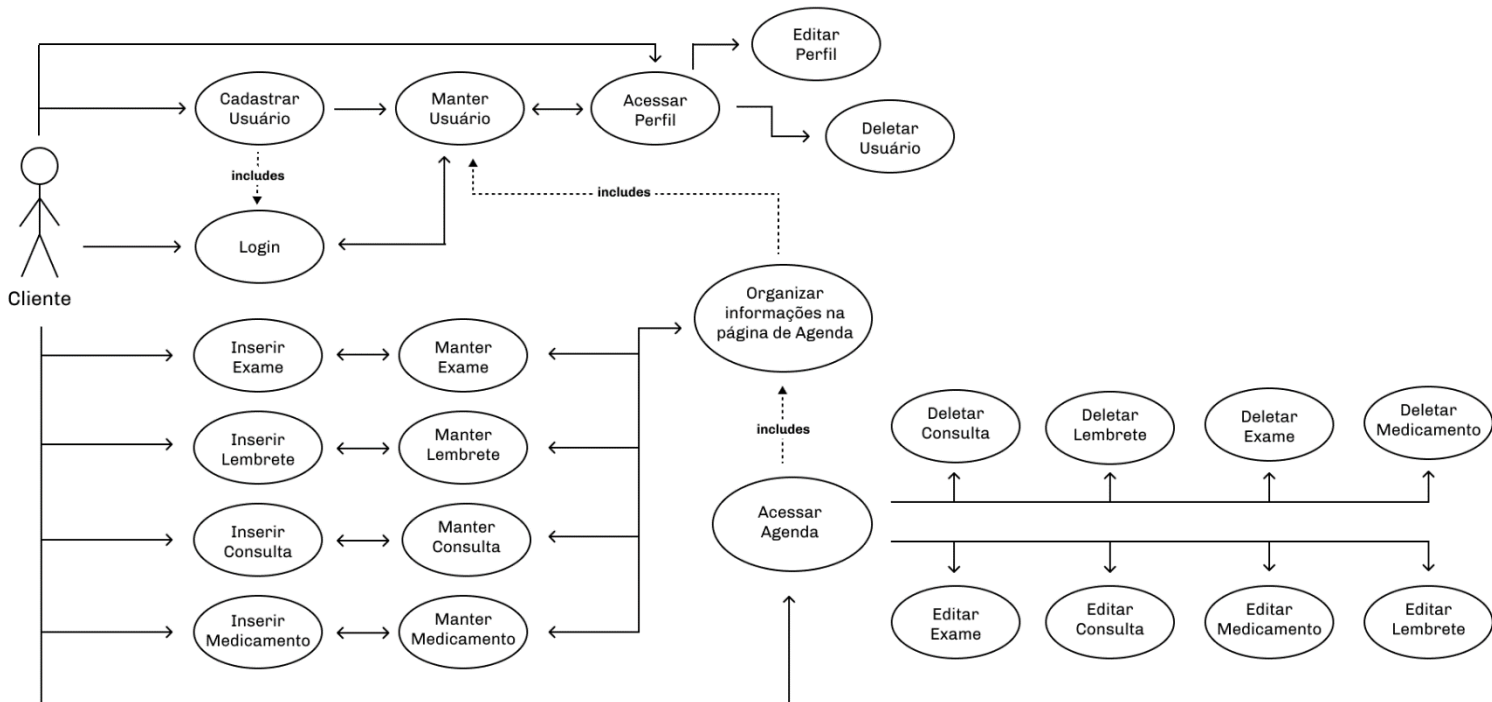 Editar
Perfil
Cadastrar
Usuário
Manter
Usuário
Acessar
Perfil
Deletar
Usuário
includes
includes
Login
Cliente
Organizar
informações na
página de Agenda
Inserir
Exame
Manter
Exame
Inserir
Lembrete
Manter
Lembrete
includes
Deletar
Consulta
Deletar
Lembrete
Deletar
Exame
Deletar
Medicamento
Acessar
Agenda
Inserir
Consulta
Manter
Consulta
Inserir
Medicamento
Manter
Medicamento
Editar
Exame
Editar
Consulta
Editar
Medicamento
Editar
Lembrete